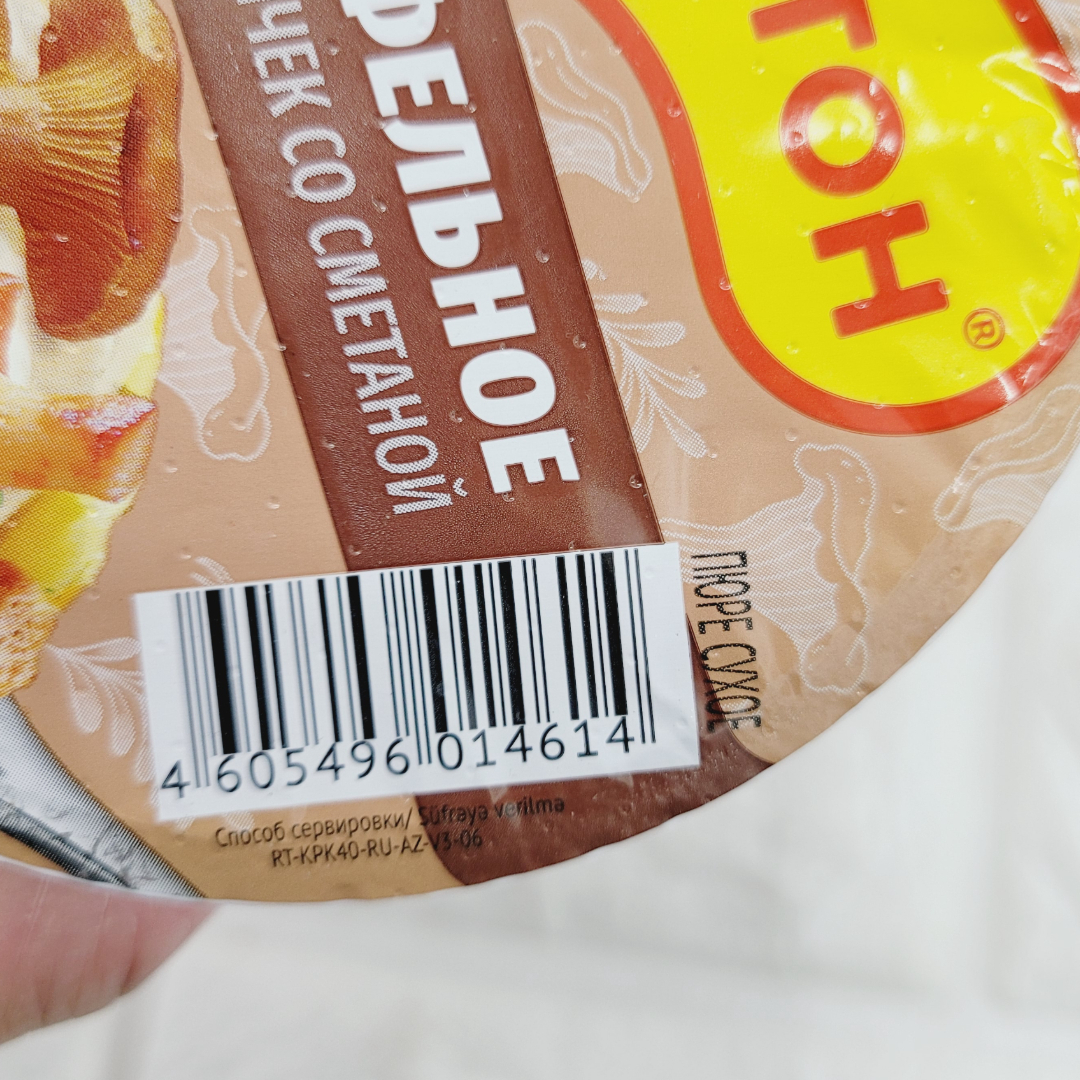 ТОН®
ФЕЛЬНОЕ
ЧЕК СО СМЕТАНОЙ
ПЮРЕ СУХОЕ
4 605496 014614
Способ сервировки/ Süfrəyə verilmə
RT-KPK40-RU-AZ-V3-06